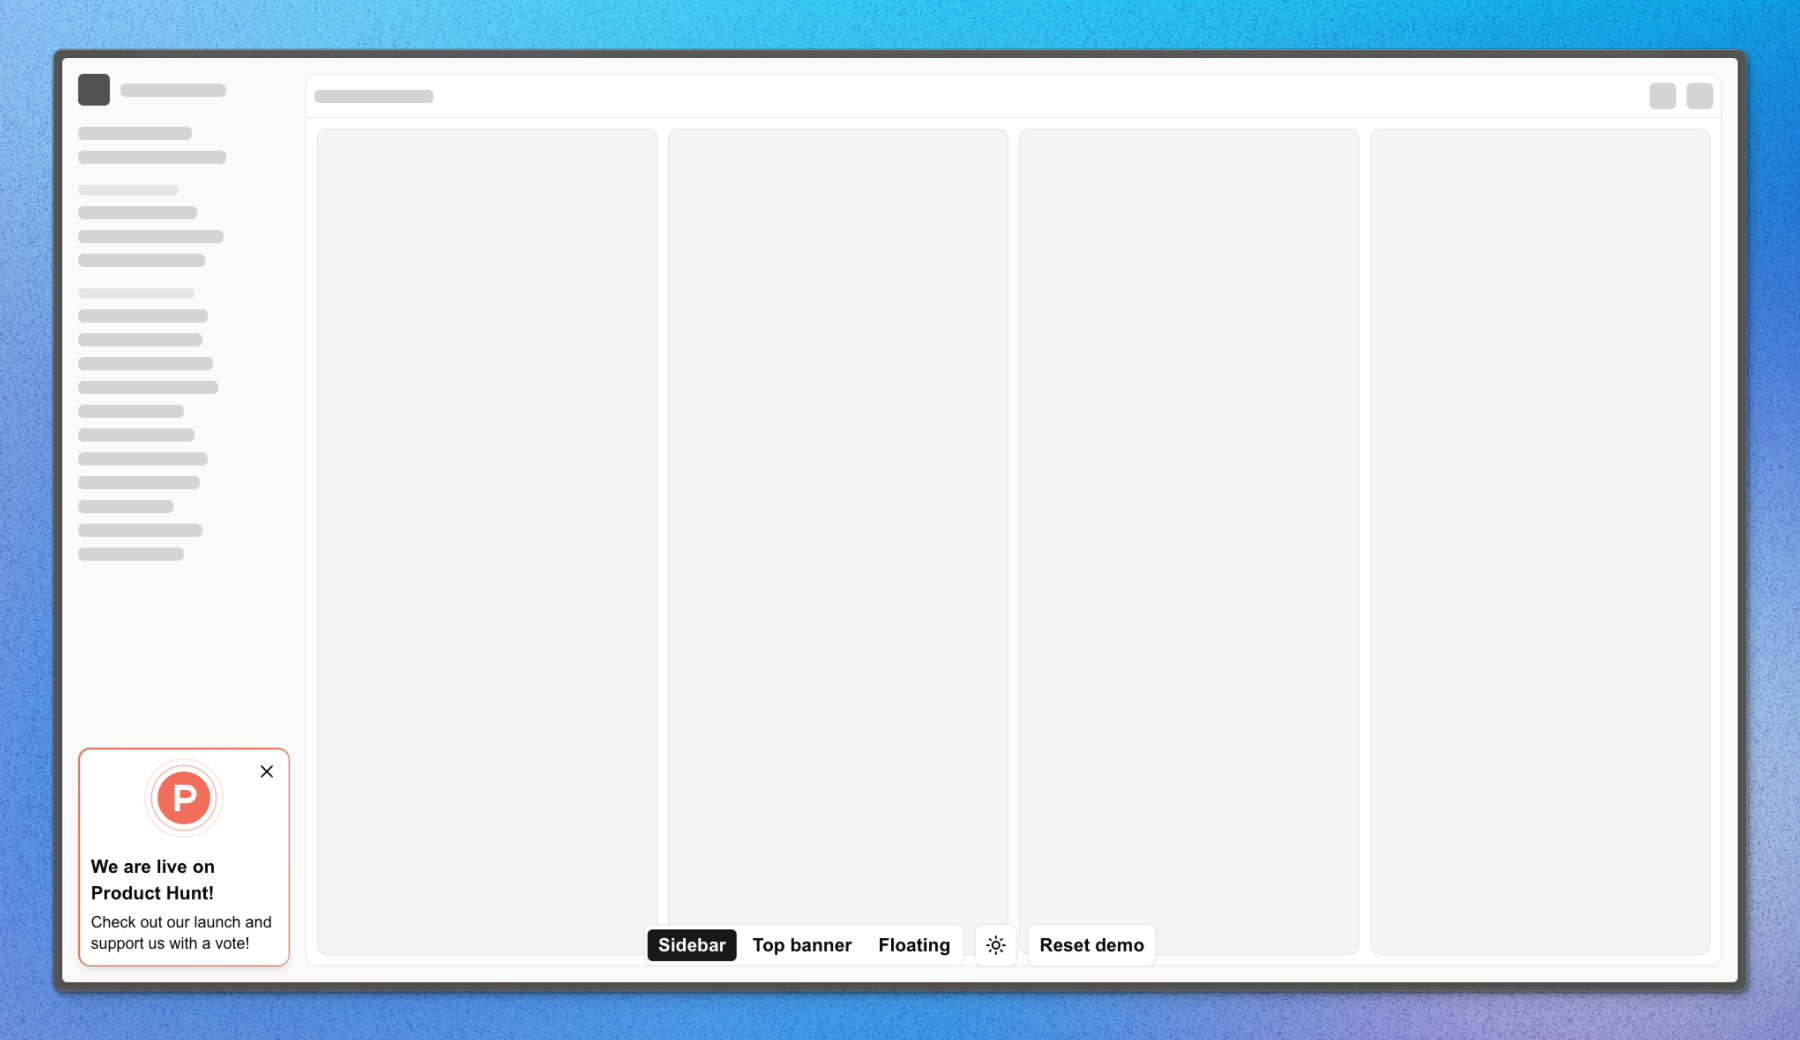 P
We are live on
Product Hunt!
Check out our launch and
support us with a vote!
Sidebar Top banner Floating Reset demo